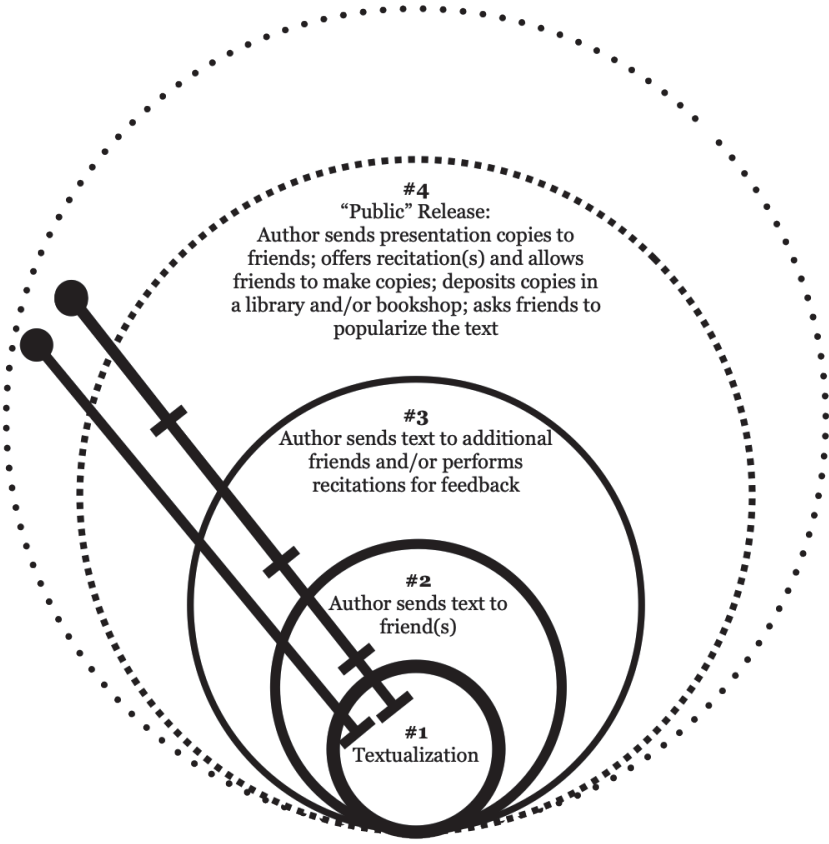 #4
“Public” Release:
Author sends presentation copies to
friends; offers recitation(s) and allows
friends to make copies; deposits copies in
a library and/or bookshop; asks friends to
popularize the text
#3
Author sends text to additional
friends and/or performs
recitations for feedback
#2
Author sends text to
friend(s)
#1
Textualization